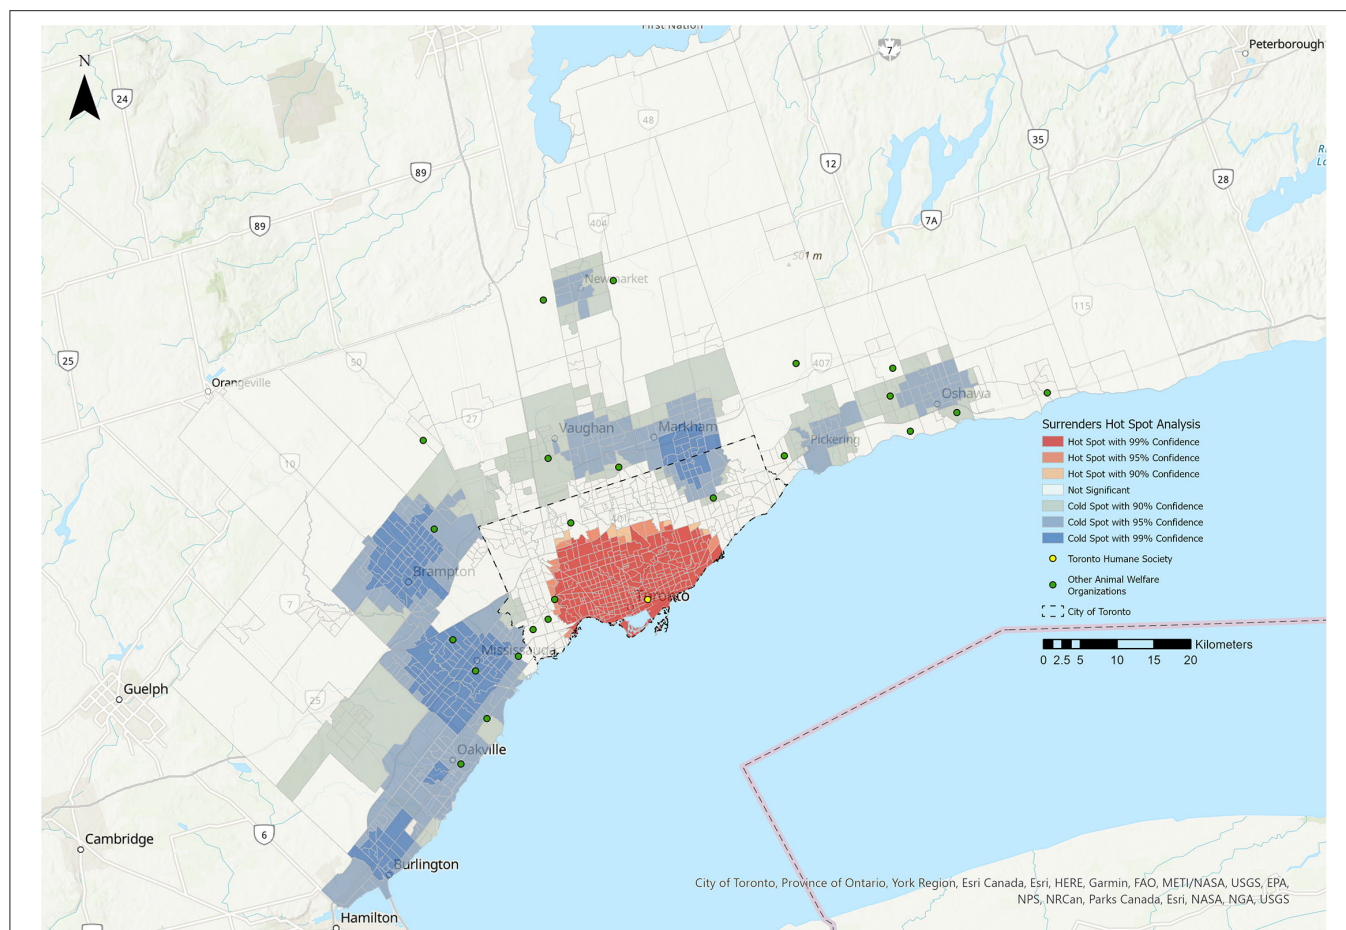 First Nation
7
Peterborough
N
24
48
35
89
12
28
89
404
7A
501 m
Newmarket
115
25
50
407
Orangeville
Oshawa
27
Vaughan
Markham
Pickering
10
401
Brampton
7
Toronto
Mississauga
Guelph
25
Oakville
Cambridge
6
Burlington
Hamilton
Surrenders Hot Spot Analysis
Hot Spot with 99% Confidence
Hot Spot with 95% Confidence
Hot Spot with 90% Confidence
Not Significant
Cold Spot with 90% Confidence
Cold Spot with 95% Confidence
Cold Spot with 99% Confidence
Toronto Humane Society
Other Animal Welfare
Organizations
City of Toronto
Kilometers
0 2.5 5 10 15 20
City of Toronto, Province of Ontario, York Region, Esri Canada, Esri, HERE, Garmin, FAO, METI/NASA, USGS, EPA,
NPS, NRCan, Parks Canada, Esri, NASA, NGA, USGS